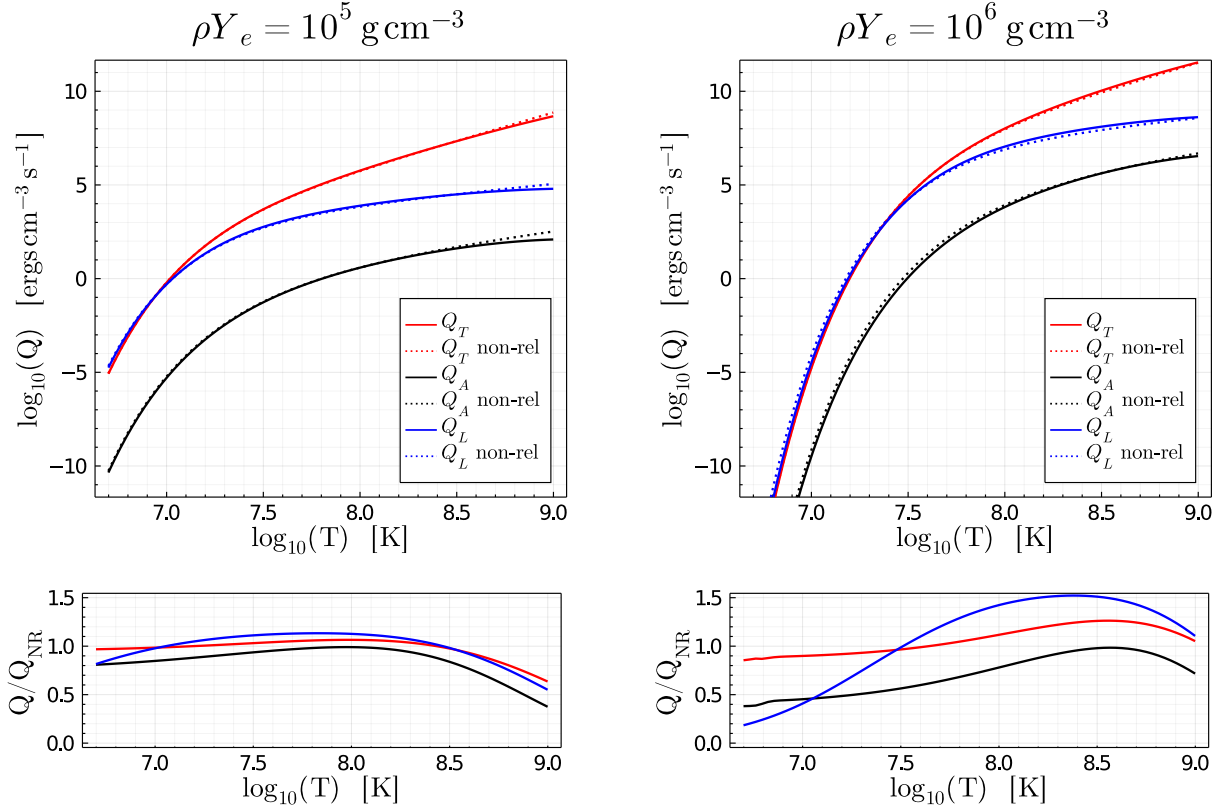 ρY_e = 10^5 g cm^−3
log10(Q) [ergs cm^−3 s^−1]
10
5
0
−5
−10
Q_T
Q_T non-rel
Q_A
Q_A non-rel
Q_L
Q_L non-rel
7.0 7.5 8.0 8.5 9.0
log10(T) [K]
ρY_e = 10^6 g cm^−3
log10(Q) [ergs cm^−3 s^−1]
10
5
0
−5
−10
Q_T
Q_T non-rel
Q_A
Q_A non-rel
Q_L
Q_L non-rel
7.0 7.5 8.0 8.5 9.0
log10(T) [K]
Q/Q_NR
1.5
1.0
0.5
0.0
7.0 7.5 8.0 8.5 9.0
log10(T) [K]
Q/Q_NR
1.5
1.0
0.5
0.0
7.0 7.5 8.0 8.5 9.0
log10(T) [K]